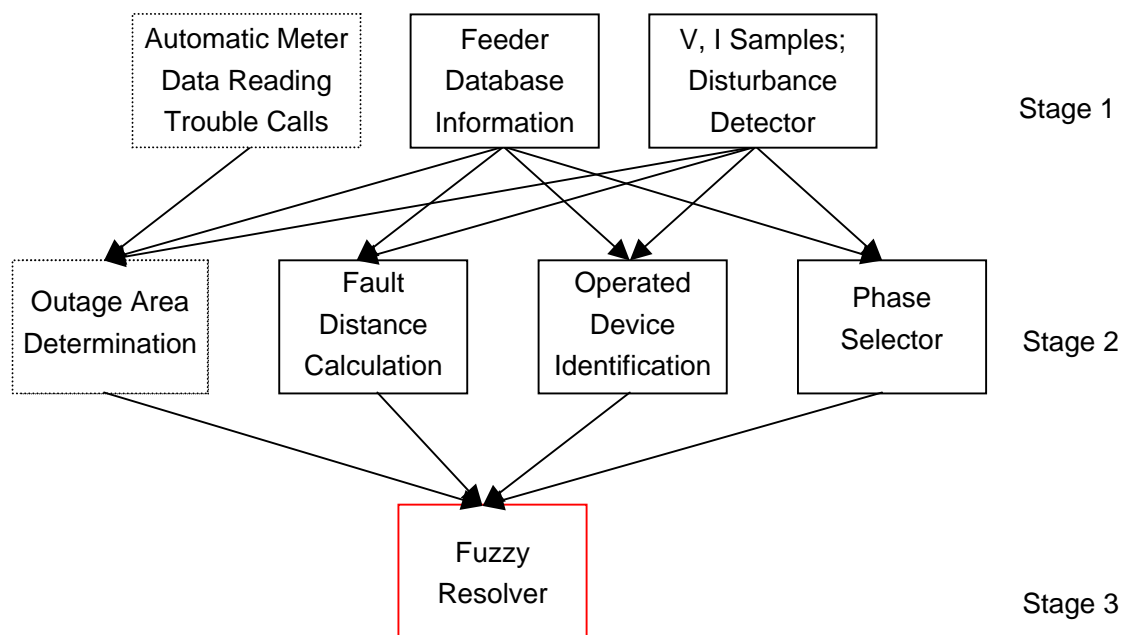 Automatic Meter
Data Reading
Trouble Calls
Feeder
Database
Information
V, I Samples;
Disturbance
Detector
Stage 1
Outage Area
Determination
Fault
Distance
Calculation
Operated
Device
Identification
Phase
Selector
Stage 2
Fuzzy
Resolver
Stage 3